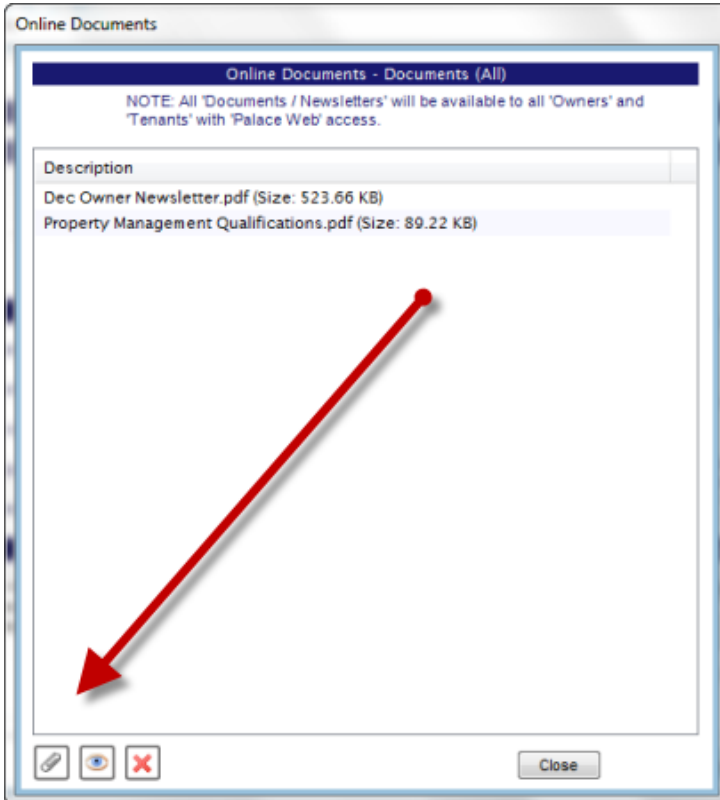 Online Documents
Online Documents - Documents (All)
NOTE: All 'Documents / Newsletters' will be available to all 'Owners' and
'Tenants' with 'Palace Web' access.
Description
Dec Owner Newsletter.pdf (Size: 523.66 KB)
Property Management Qualifications.pdf (Size: 89.22 KB)
Close